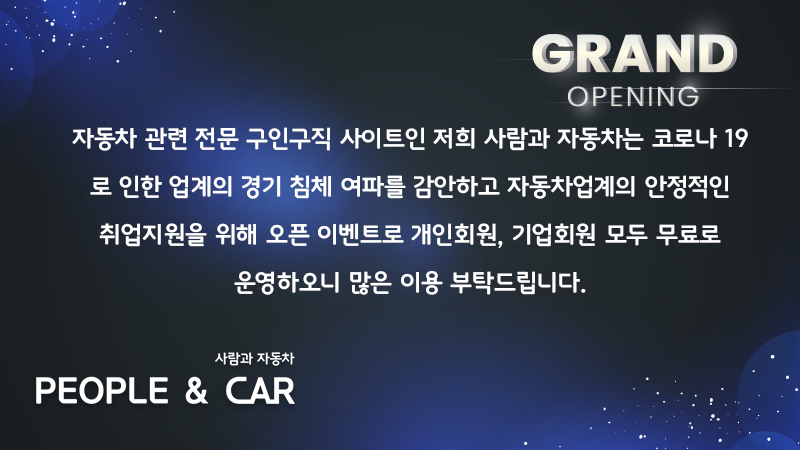 GRAND
OPENING
자동차 관련 전문 구인구직 사이트인 저희 사람과 자동차는 코로나 19
로 인한 업계의 경기 침체 여파를 감안하고 자동차업계의 안정적인
취업지원을 위해 오픈 이벤트로 개인회원, 기업회원 모두 무료로
운영하오니 많은 이용 부탁드립니다.
사람과 자동차
PEOPLE & CAR